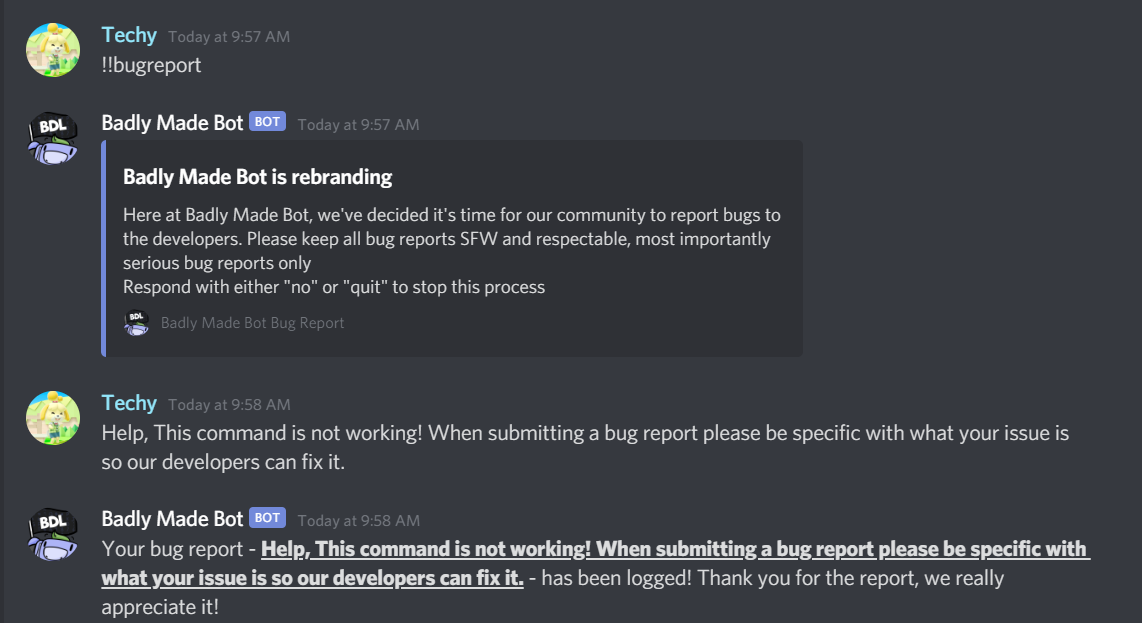 Techy Today at 9:57 AM
!!bugreport
BDL
Badly Made Bot BOT Today at 9:57 AM
Badly Made Bot is rebranding
Here at Badly Made Bot, we've decided it's time for our community to report bugs to
the developers. Please keep all bug reports SFW and respectable, most importantly
serious bug reports only
Respond with either "no" or "quit" to stop this process
BDL
Badly Made Bot Bug Report
Techy Today at 9:58 AM
Help, This command is not working! When submitting a bug report please be specific with what your issue is
so our developers can fix it.
BDL
Badly Made Bot BOT Today at 9:58 AM
Your bug report - Help, This command is not working! When submitting a bug report please be specific with
what your issue is so our developers can fix it. - has been logged! Thank you for the report, we really
appreciate it!